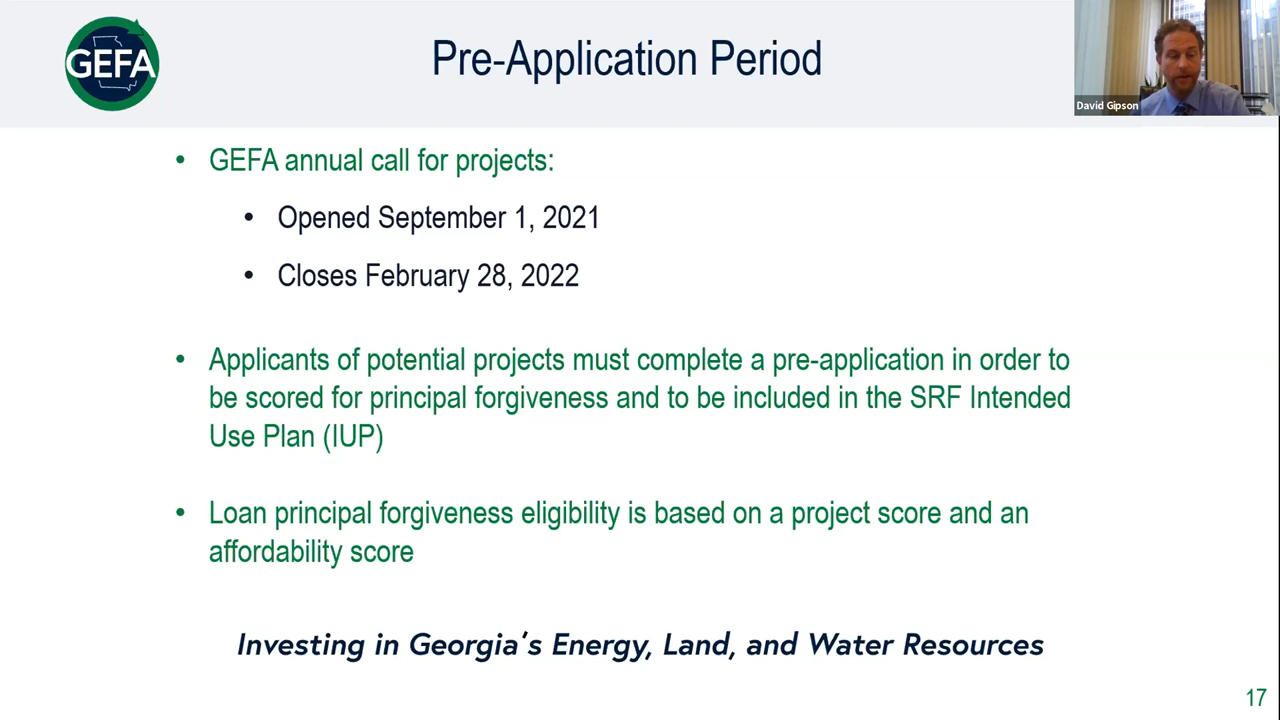 GEFA
Pre-Application Period
David Gipson
• GEFA annual call for projects:
• Opened September 1, 2021
• Closes February 28, 2022
• Applicants of potential projects must complete a pre-application in order to
be scored for principal forgiveness and to be included in the SRF Intended
Use Plan (IUP)
• Loan principal forgiveness eligibility is based on a project score and an
affordability score
Investing in Georgia's Energy, Land, and Water Resources
17